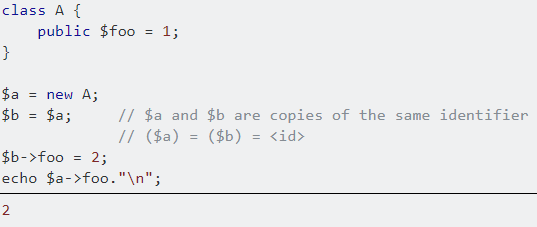 class A {
    public $foo = 1;
}
$a = new A;
$b = $a;     // $a and $b are copies of the same identifier
             // ($a) = ($b) = <id>
$b->foo = 2;
echo $a->foo."\n";
2